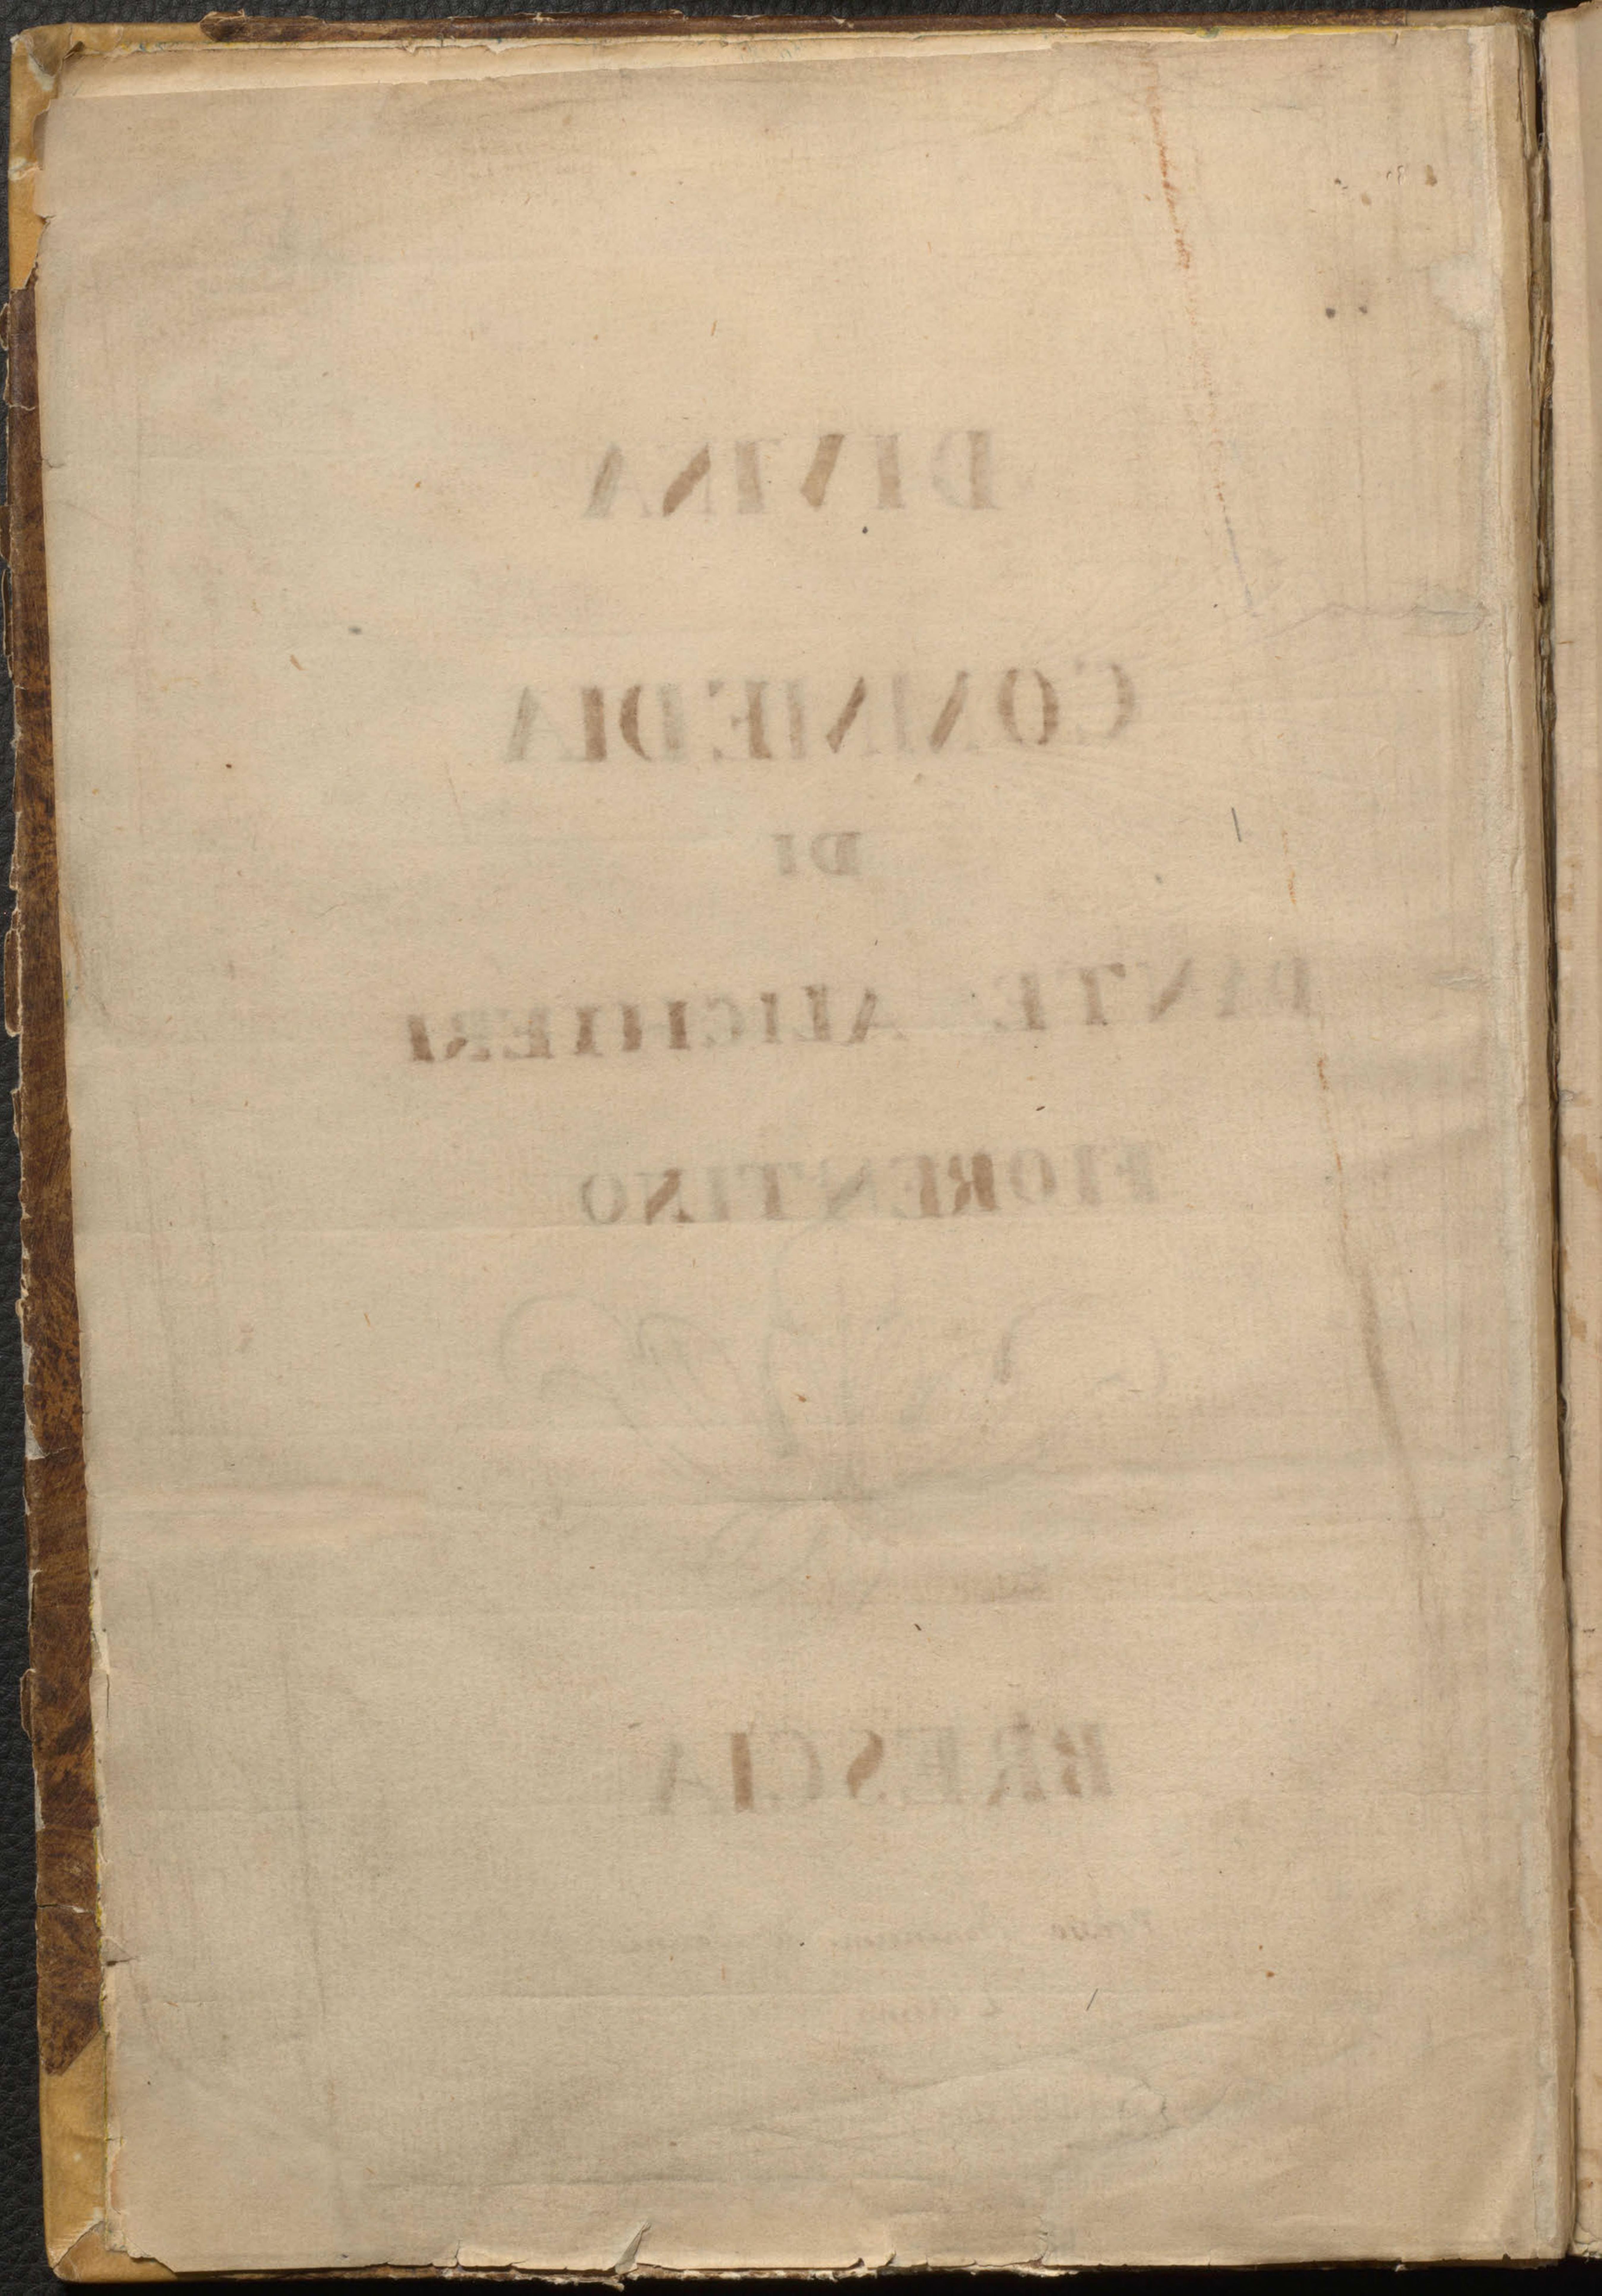 DIVINA
COMMEDIA
DI
DANTE ALIGHIERI
FIORENTINO
BRESCIA